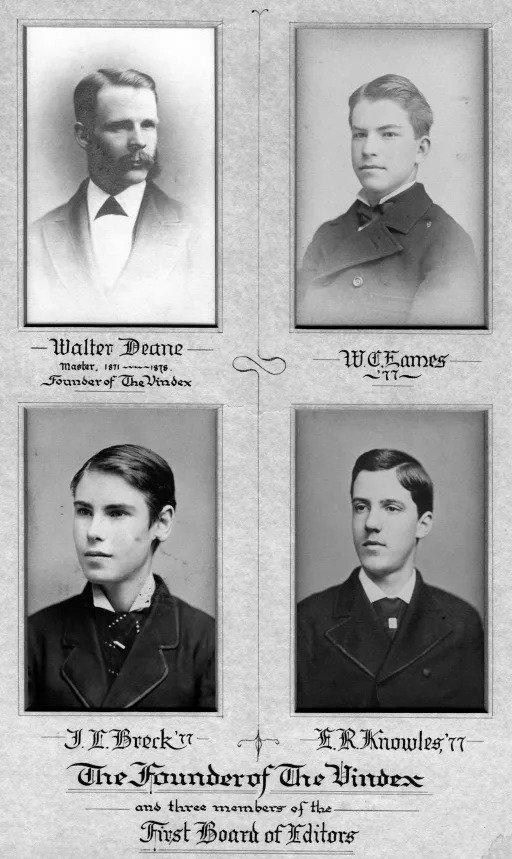 Walter Deane
Master, 1871 – 1878.
Founder of The Vindex
W.C. Eames
'77
J. L. Breck '77
E. R. Knowles, '77
The Founder of The Vindex
and three members of the
First Board of Editors